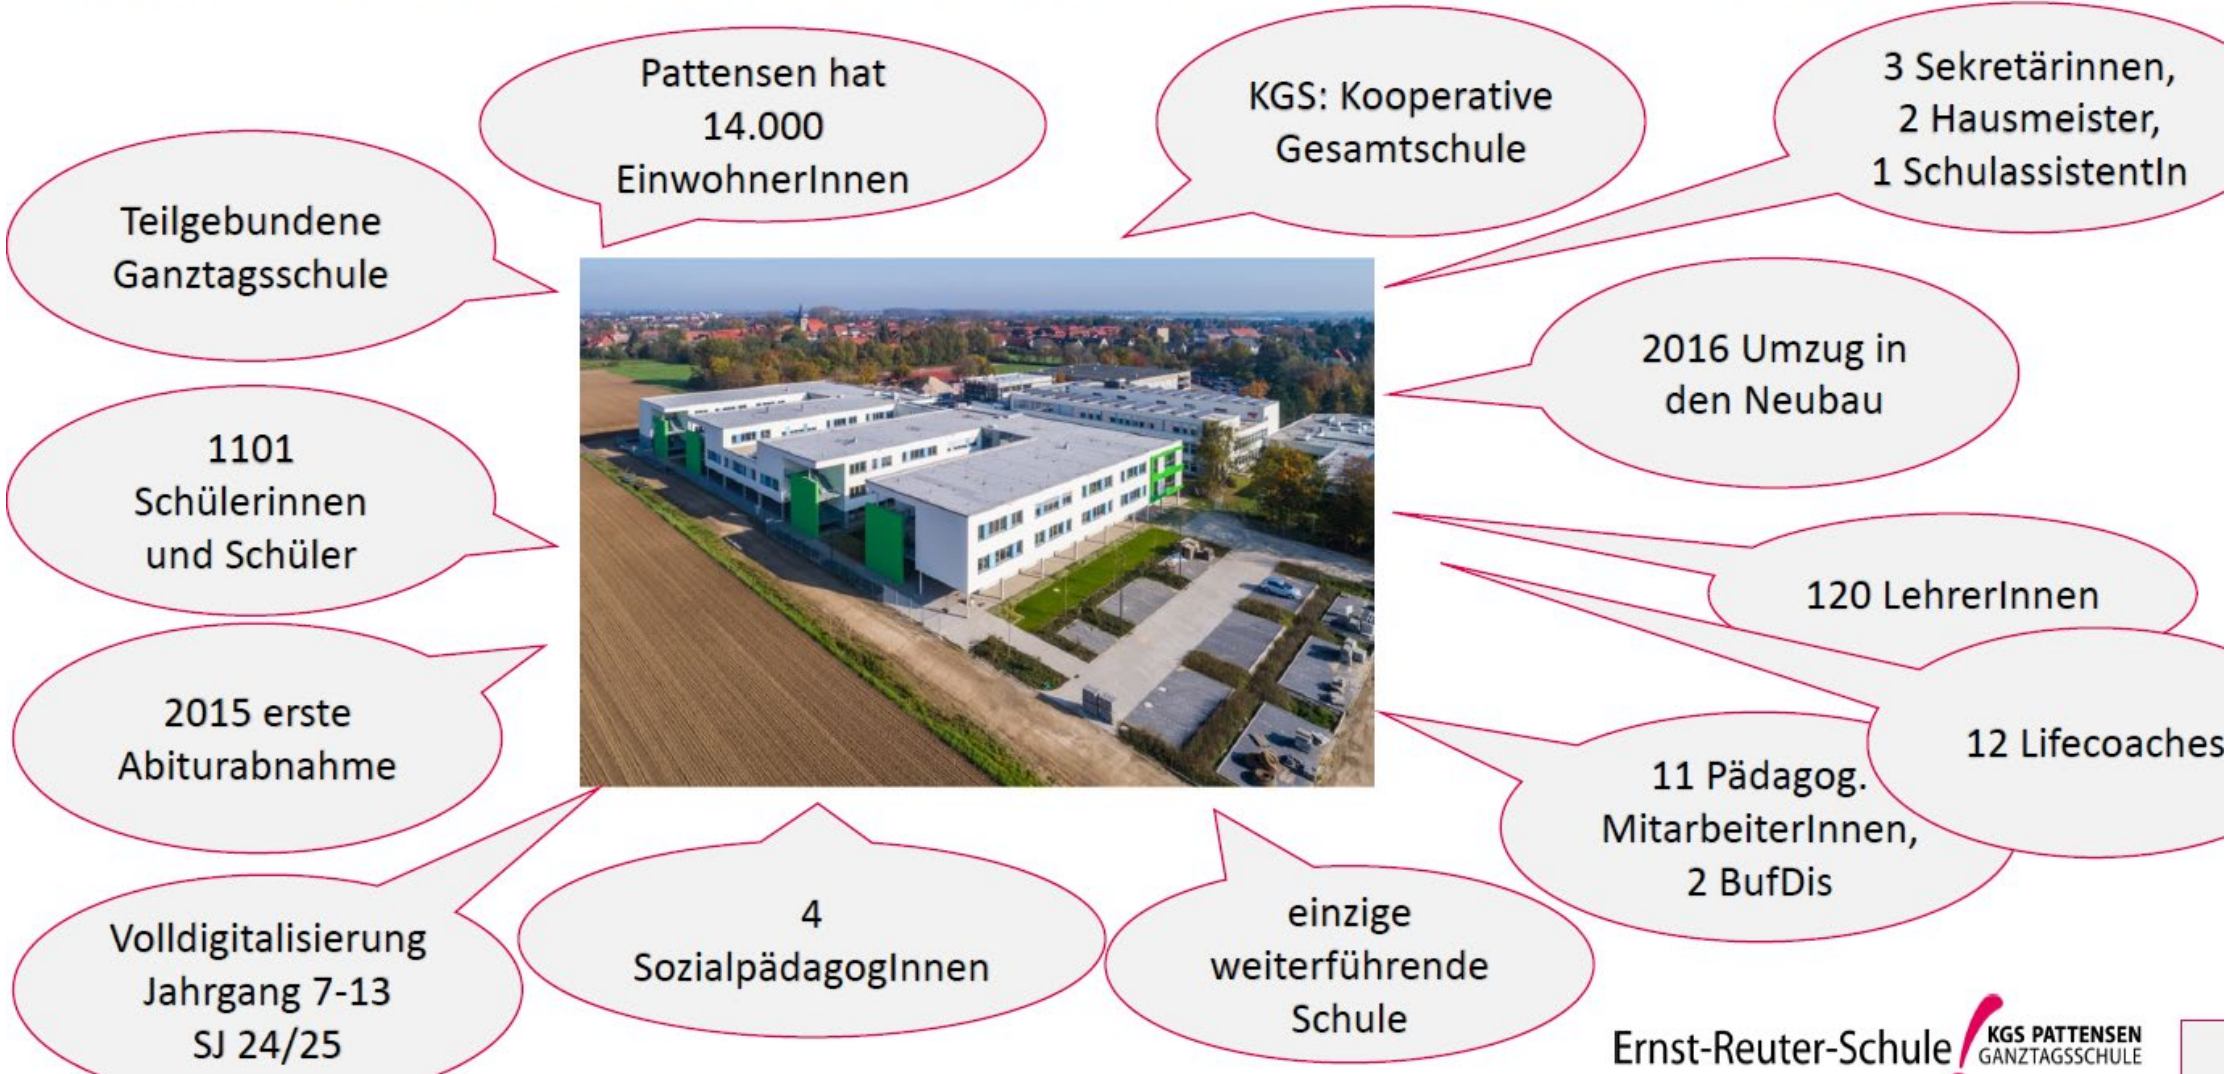 Pattensen hat
14.000
EinwohnerInnen
KGS: Kooperative
Gesamtschule
3 Sekretärinnen,
2 Hausmeister,
1 SchulassistentIn
Teilgebundene
Ganztagsschule
2016 Umzug in
den Neubau
1101
Schülerinnen
und Schüler
120 LehrerInnen
2015 erste
Abiturabnahme
12 Lifecoaches
11 Pädagog.
MitarbeiterInnen,
2 BufDis
Volldigitalisierung
Jahrgang 7-13
SJ 24/25
4
SozialpädagogInnen
einzige
weiterführende
Schule
Ernst-Reuter-Schule
KGS PATTENSEN
GANZTAGSSCHULE